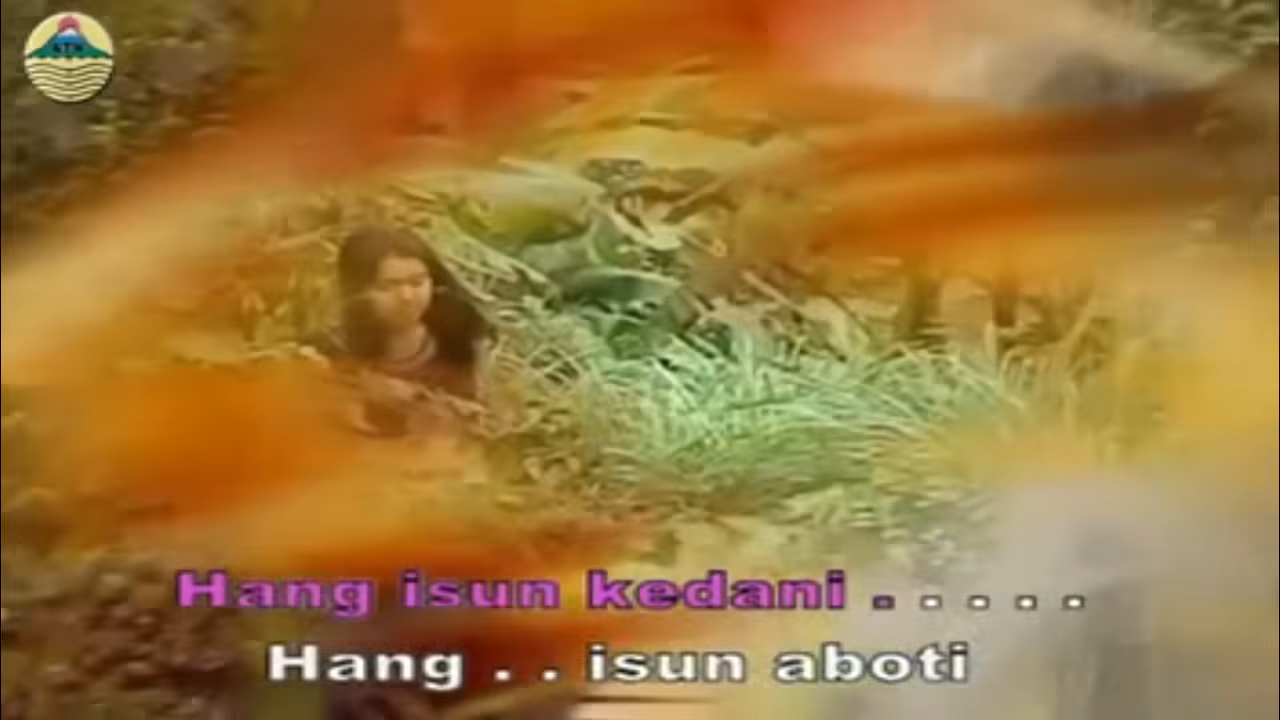 Hang isun kedani . . . . .
Hang . . isun aboti